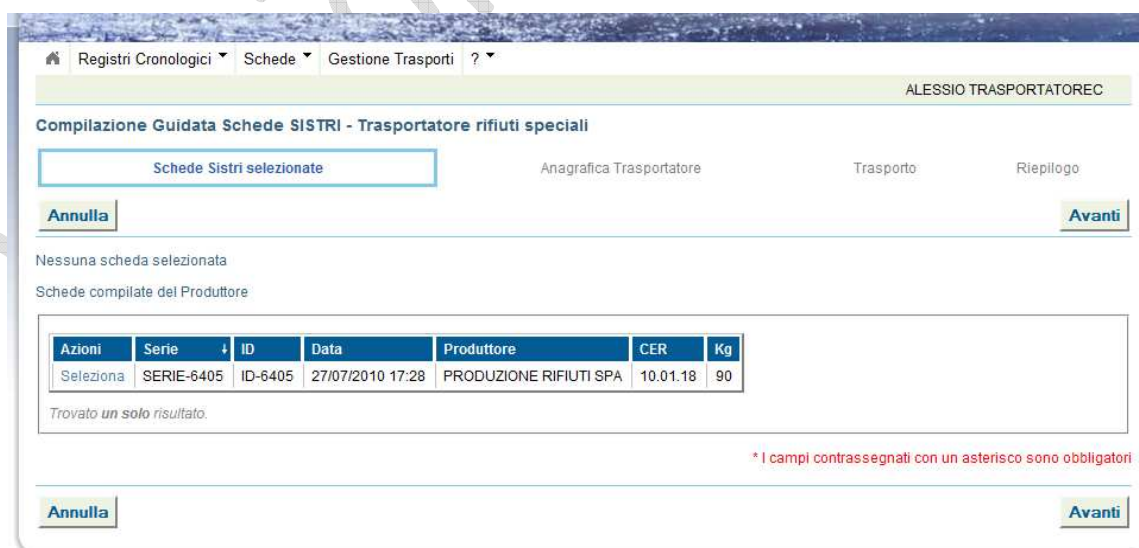 Registri Cronologici Schede Gestione Trasporti ?
ALESSIO TRASPORTATOREC
Compilazione Guidata Schede SISTRI - Trasportatore rifiuti speciali
Schede Sistri selezionate Anagrafica Trasportatore Trasporto Riepilogo
Annulla Avanti
Nessuna scheda selezionata
Schede compilate del Produttore
Azioni Serie ID Data Produttore CER Kg
Seleziona SERIE-6405 ID-6405 27/07/2010 17:28 PRODUZIONE RIFIUTI SPA 10.01.18 90
Trovato un solo risultato.
* I campi contrassegnati con un asterisco sono obbligatori
Annulla Avanti